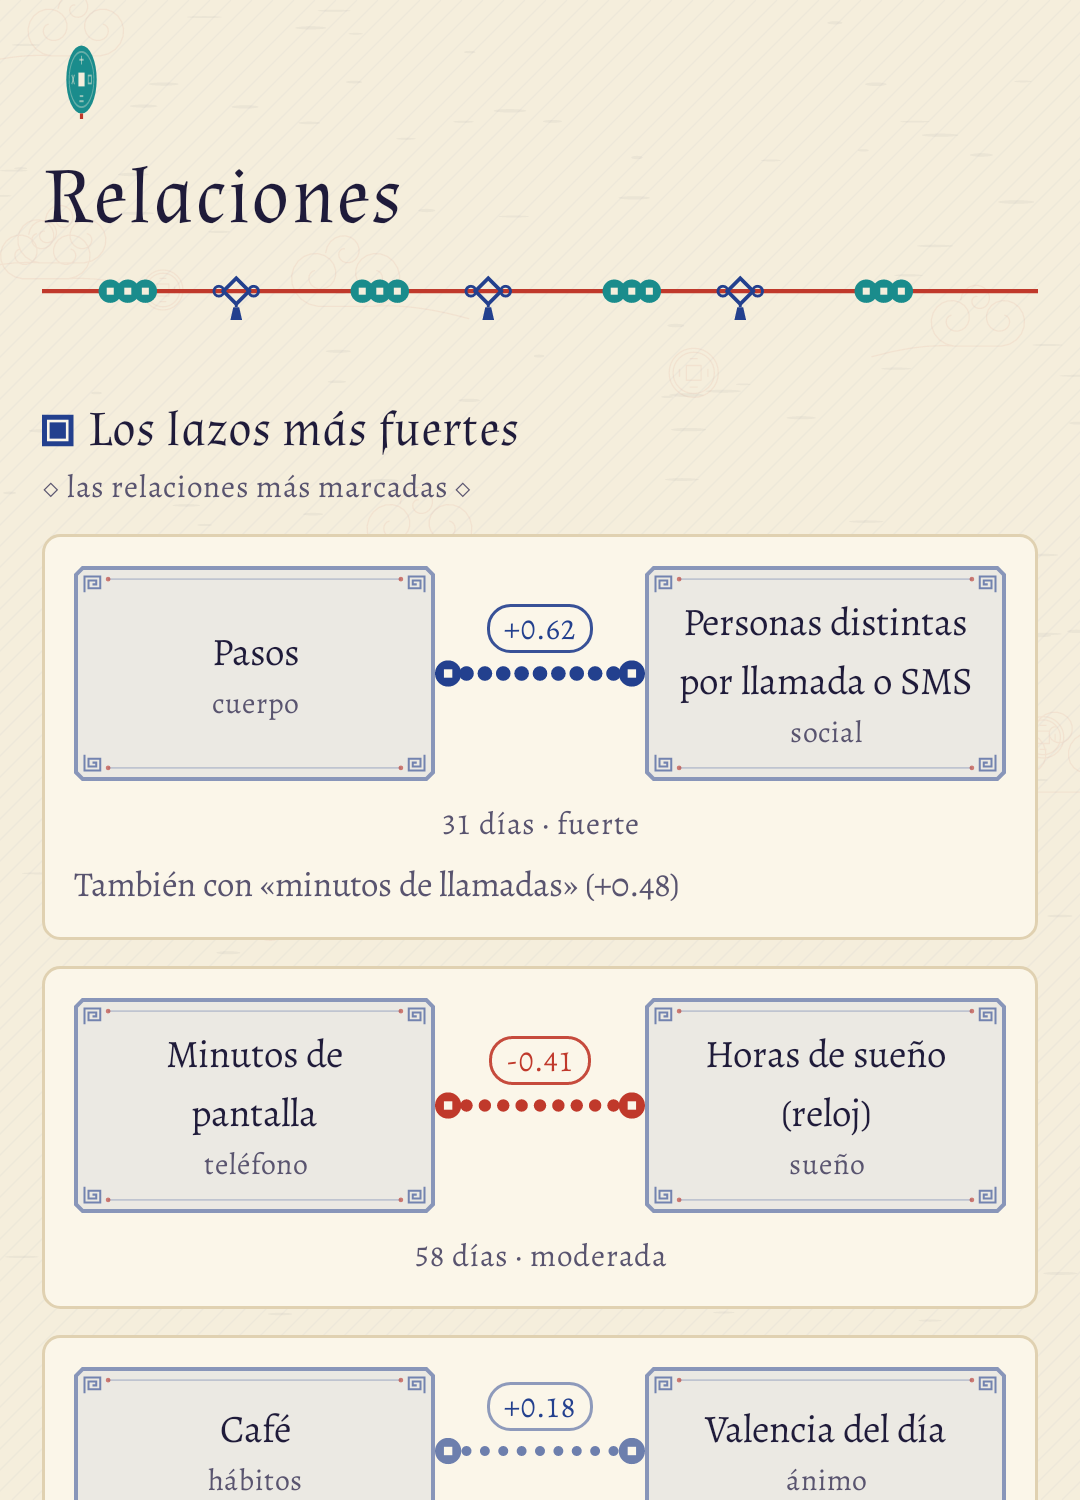 Relaciones
Los lazos más fuertes
◇ las relaciones más marcadas ◇
Pasos
cuerpo
+0.62
Personas distintas
por llamada o SMS
social
31 días · fuerte
También con «minutos de llamadas» (+0.48)
Minutos de
pantalla
teléfono
-0.41
Horas de sueño
(reloj)
sueño
58 días · moderada
Café
hábitos
+0.18
Valencia del día
ánimo